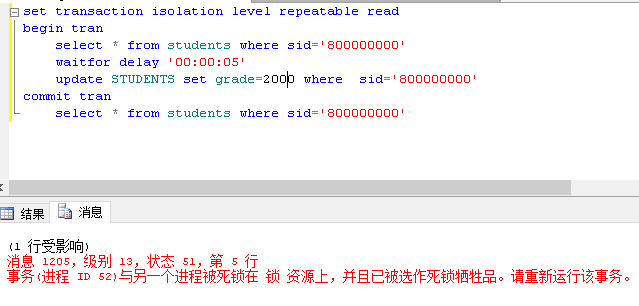 set transaction isolation level repeatable read
begin tran
select * from students where sid='800000000'
waitfor delay '00:00:05'
update STUDENTS set grade=2000 where  sid='800000000'
commit tran
select * from students where sid='800000000'
结果 消息
(1 行受影响)
消息 1205，级别 13，状态 51，第 5 行
事务(进程 ID 52)与另一个进程被死锁在 锁 资源上，并且已被选作死锁牺牲品。请重新运行该事务。